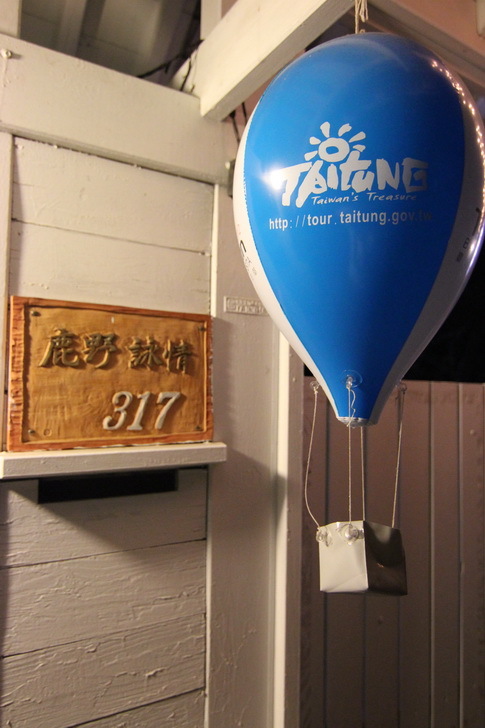 TAITUNG
Taiwan's Treasure
http://tour.taitung.gov.tw
鹿野詠情
317